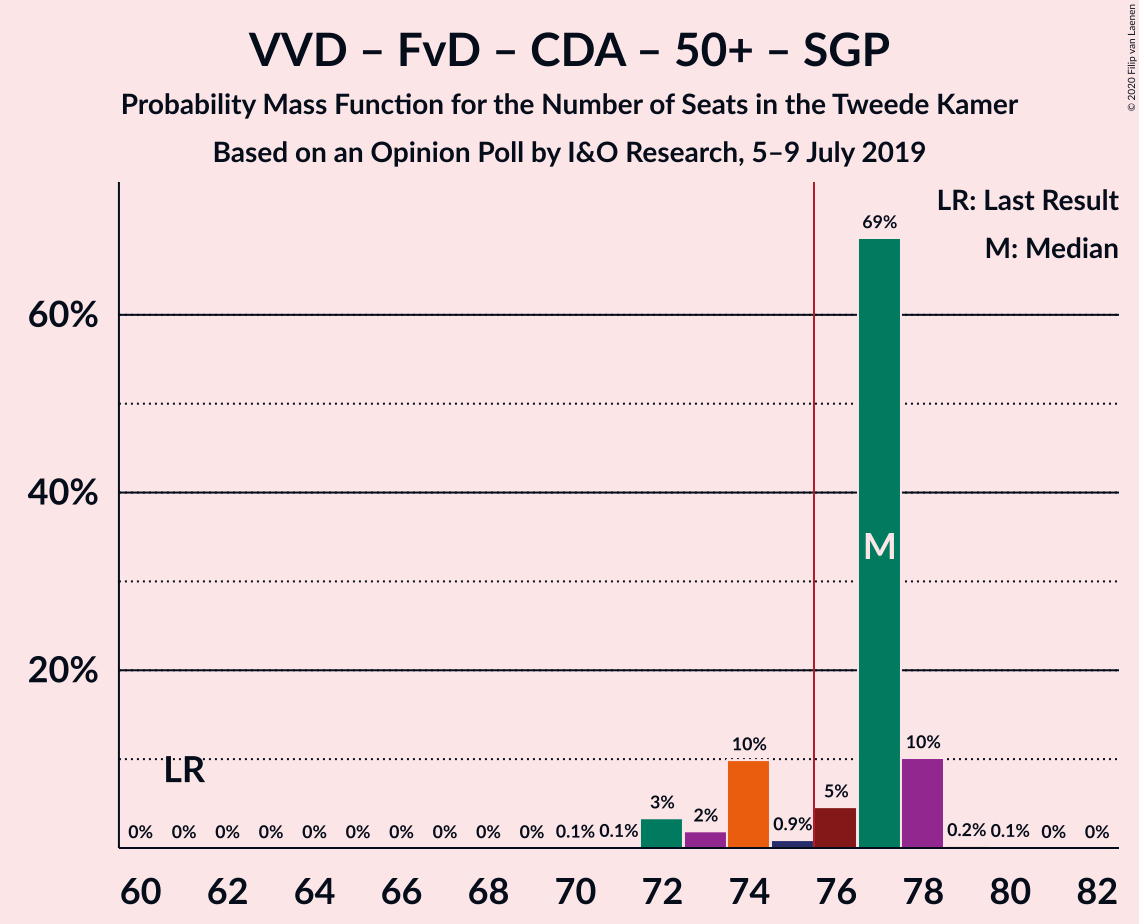 VVD – FvD – CDA – 50+ – SGP
Probability Mass Function for the Number of Seats in the Tweede Kamer
Based on an Opinion Poll by I&O Research, 5–9 July 2019
© 2020 Filip van Laenen
LR: Last Result
M: Median
69%
60%
40%
M
20%
LR
0% 0% 0% 0% 0% 0% 0% 0% 0% 0% 0.1% 0.1% 3% 2% 10% 0.9% 5% 10% 0.2% 0.1% 0% 0%
60 62 64 66 68 70 72 74 76 78 80 82